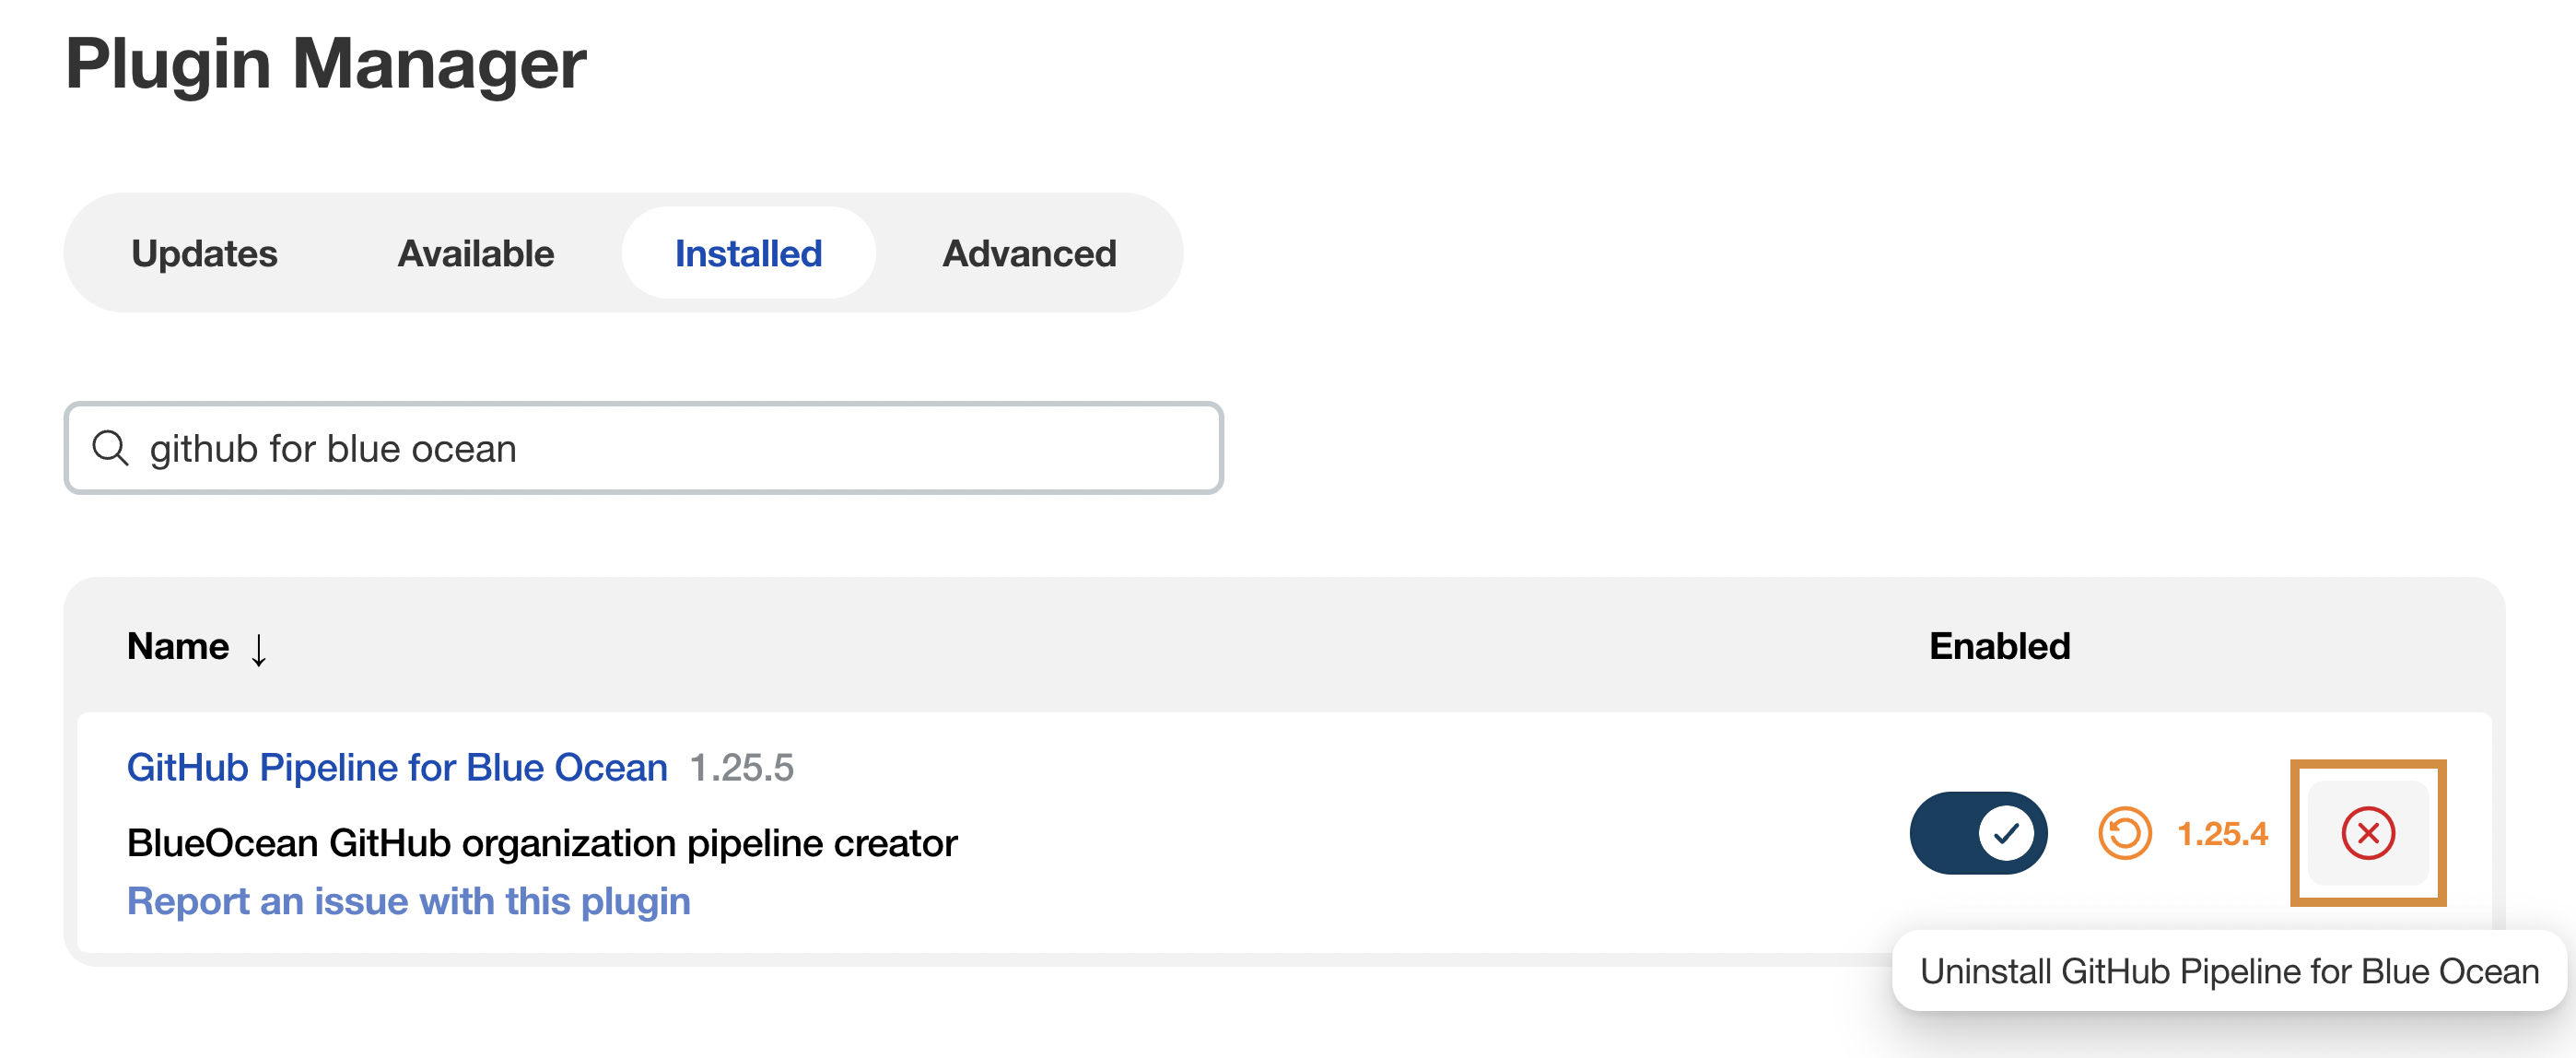 Plugin Manager
Updates Available Installed Advanced
github for blue ocean
Name ↓ Enabled
GitHub Pipeline for Blue Ocean 1.25.5
BlueOcean GitHub organization pipeline creator
Report an issue with this plugin
1.25.4
Uninstall GitHub Pipeline for Blue Ocean